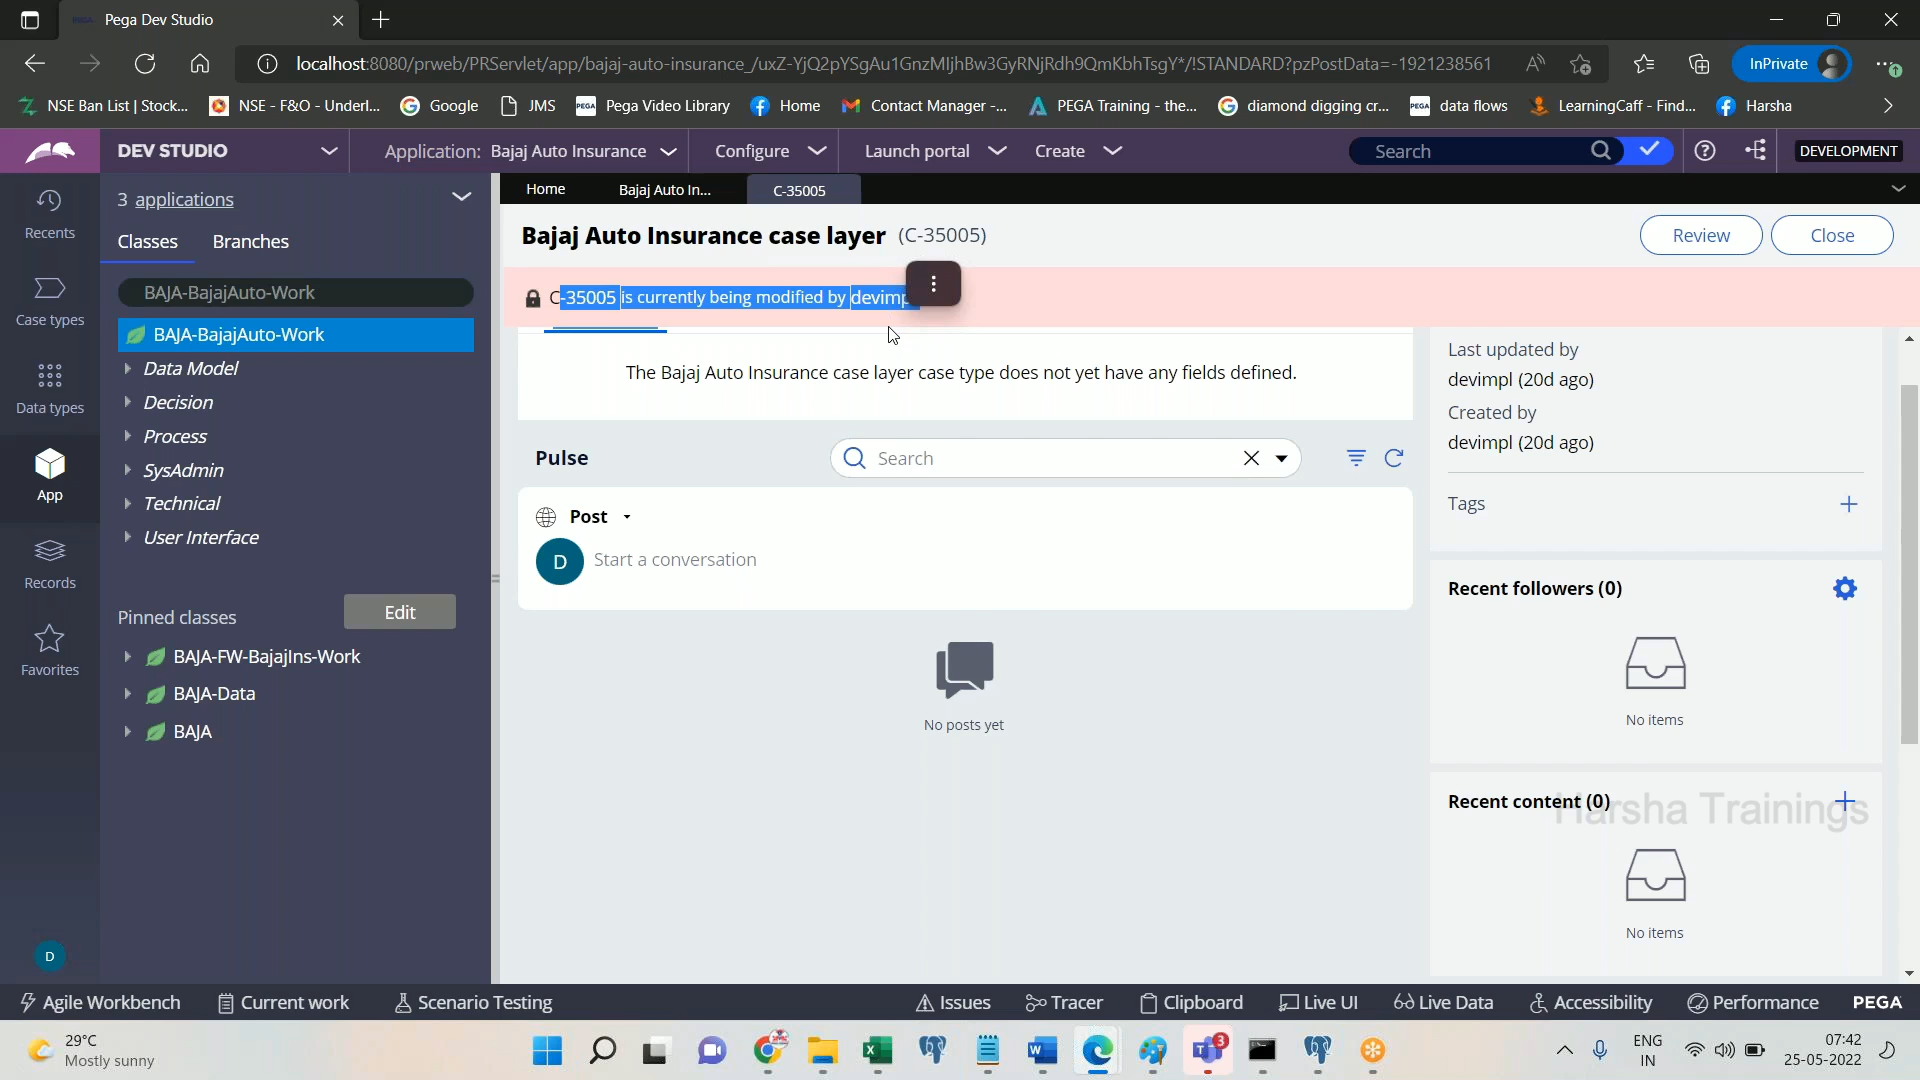 Pega Dev Studio
localhost:8080/prweb/PRServlet/app/bajaj-auto-insurance_/uxZ-YjQ2pYSgAu1GnzMIjhBw3GyRNjRdh9QmKbhTsgY*/!STANDARD?pzPostData=-1921238561
InPrivate
NSE Ban List | Stock...
NSE - F&O - Underl...
Google
JMS
Pega Video Library
Home
Contact Manager -...
PEGA Training - the...
diamond digging cr...
data flows
LearningCaff - Find...
Harsha
DEV STUDIO
Application: Bajaj Auto Insurance
Configure
Launch portal
Create
Search
DEVELOPMENT
Recents
Case types
Data types
App
Records
Favorites
D
3 applications
Classes
Branches
BAJA-BajajAuto-Work
BAJA-BajajAuto-Work
Data Model
Decision
Process
SysAdmin
Technical
User Interface
Pinned classes
Edit
BAJA-FW-BajajIns-Work
BAJA-Data
BAJA
Home
Bajaj Auto In...
C-35005
Bajaj Auto Insurance case layer (C-35005)
Review
Close
C-35005 is currently being modified by devimp
The Bajaj Auto Insurance case layer case type does not yet have any fields defined.
Pulse
Search
Post
D
Start a conversation
No posts yet
Last updated by
devimpl (20d ago)
Created by
devimpl (20d ago)
Tags
Recent followers (0)
No items
Recent content (0)
Harsha Trainings
No items
Agile Workbench
Current work
Scenario Testing
Issues
Tracer
Clipboard
Live UI
Live Data
Accessibility
Performance
PEGA
29°C
Mostly sunny
3
ENG
IN
07:42
25-05-2022